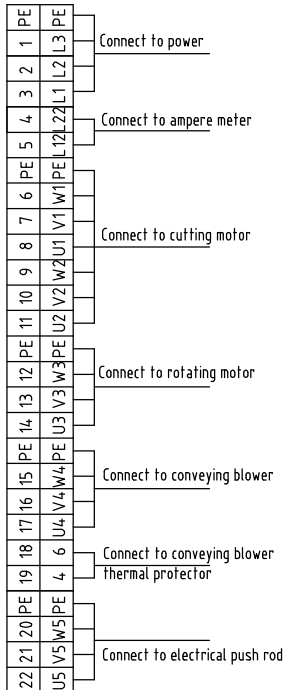 PE PE
1 L3
Connect to power
2 L2
3 L1
4 L22
Connect to ampere meter
5 L12
PE PE
6 W1
7 V1
Connect to cutting motor
8 U1
9 W2
10 V2
11 U2
PE PE
12 W3
Connect to rotating motor
13 V3
14 U3
PE PE
15 W4
Connect to conveying blower
16 V4
17 U4
18 6
Connect to conveying blower
thermal protector
19 4
PE PE
20 W5
21 V5
Connect to electrical push rod
22 U5